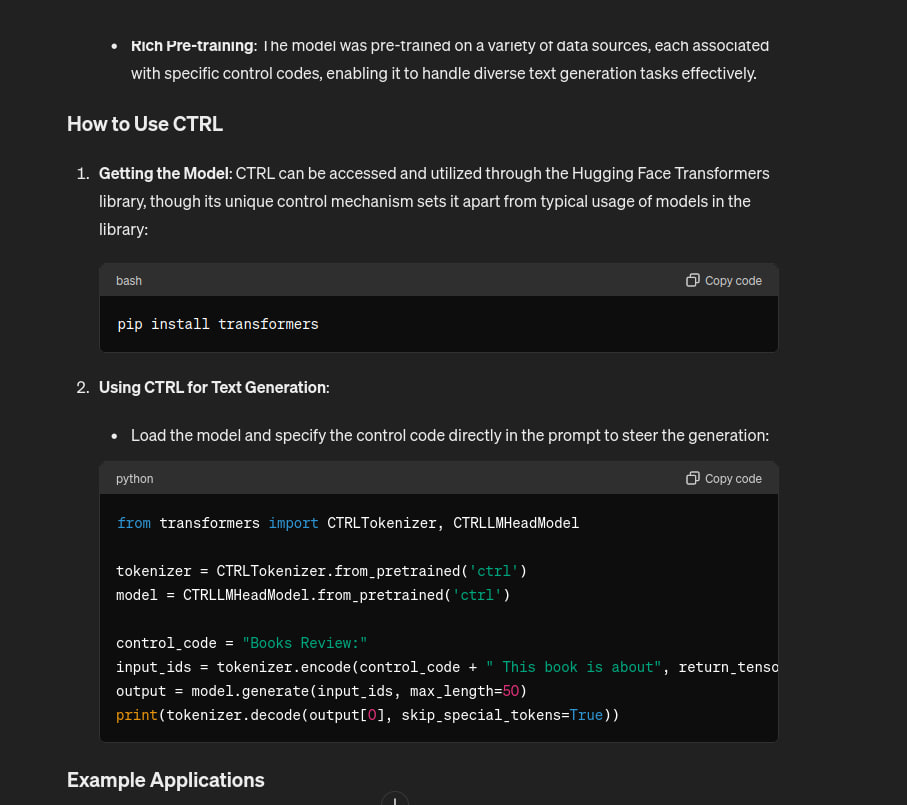 • Rich Pre-training: The model was pre-trained on a variety of data sources, each associated
with specific control codes, enabling it to handle diverse text generation tasks effectively.
How to Use CTRL
1. Getting the Model: CTRL can be accessed and utilized through the Hugging Face Transformers
library, though its unique control mechanism sets it apart from typical usage of models in the
library:
bash Copy code
pip install transformers
2. Using CTRL for Text Generation:
• Load the model and specify the control code directly in the prompt to steer the generation:
python Copy code
from transformers import CTRLTokenizer, CTRLLMHeadModel
tokenizer = CTRLTokenizer.from_pretrained('ctrl')
model = CTRLLMHeadModel.from_pretrained('ctrl')
control_code = "Books Review:"
input_ids = tokenizer.encode(control_code + " This book is about", return_tenso
output = model.generate(input_ids, max_length=50)
print(tokenizer.decode(output[0], skip_special_tokens=True))
Example Applications